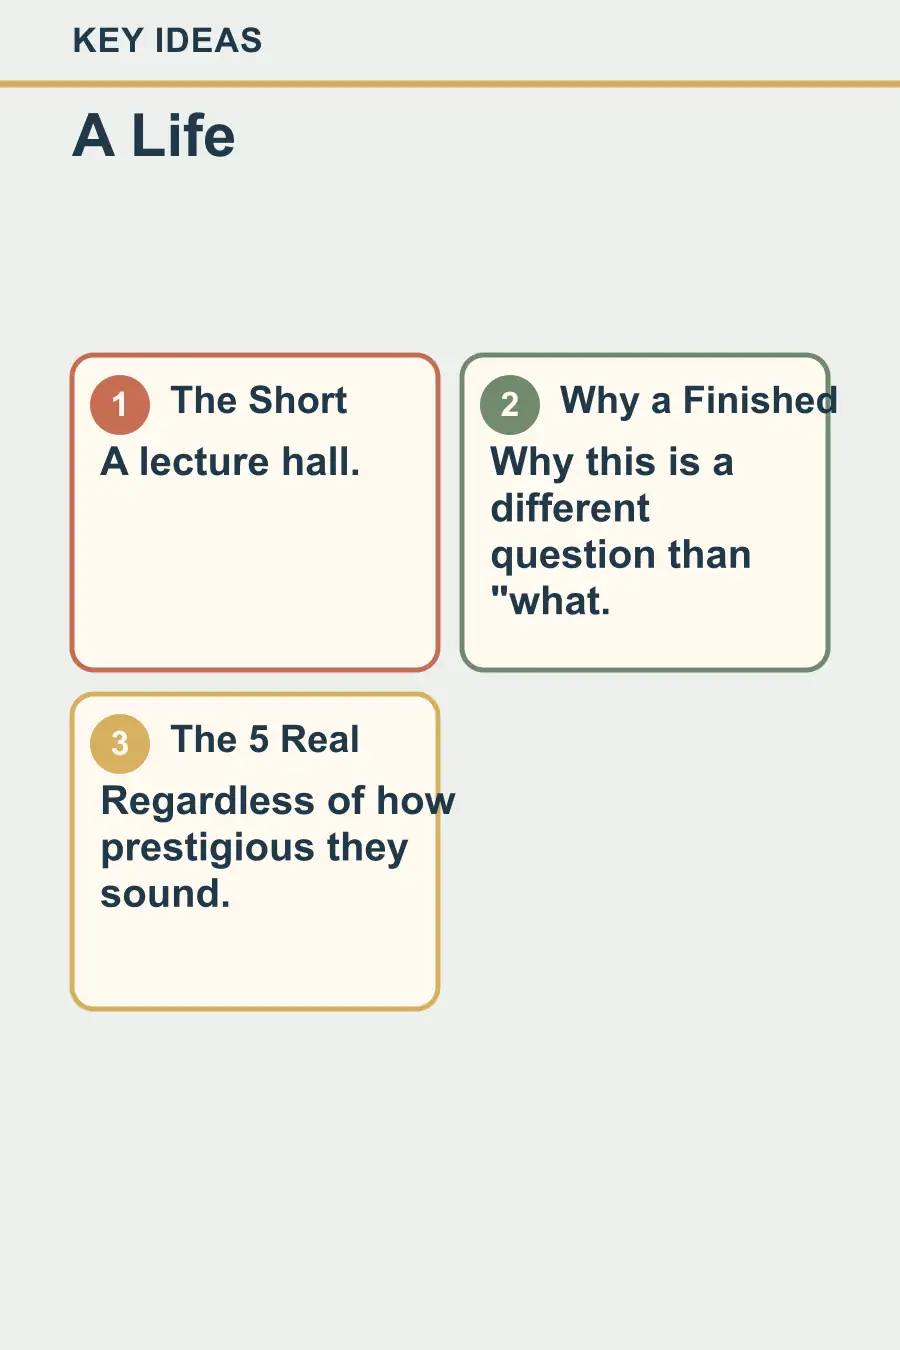 KEY IDEAS
A Life
1 The Short
A lecture hall.
2 Why a Finished
Why this is a
different
question than
"what.
3 The 5 Real
Regardless of how
prestigious they
sound.